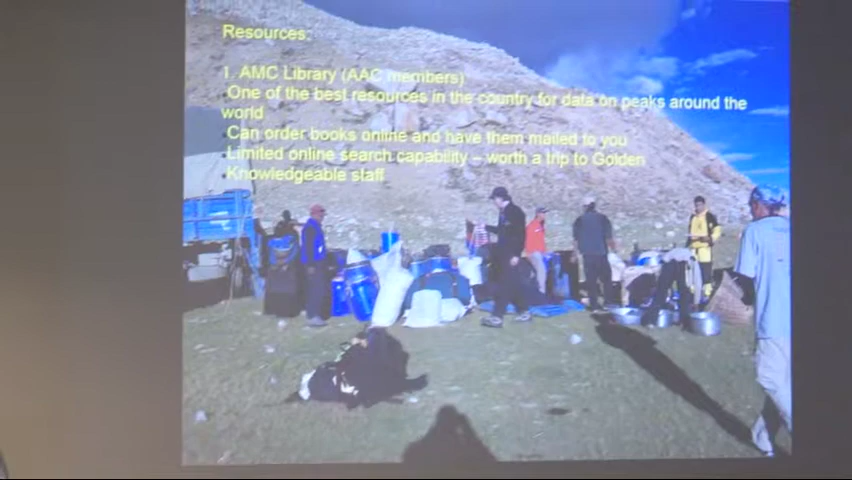 Resources:
1. AMC Library (AAC members)
•One of the best resources in the country for data on peaks around the
world
•Can order books online and have them mailed to you
•Limited online search capability – worth a trip to Golden
•Knowledgeable staff